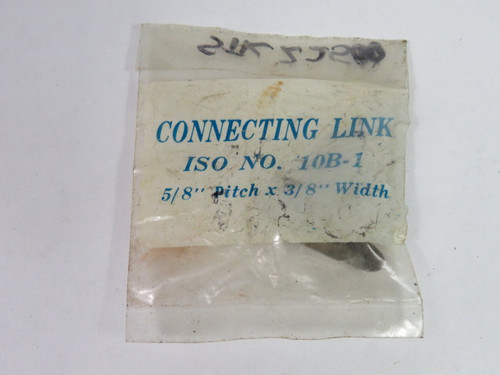 CONNECTING LINK
ISO NO. 10B-1
5/8" Pitch x 3/8" Width